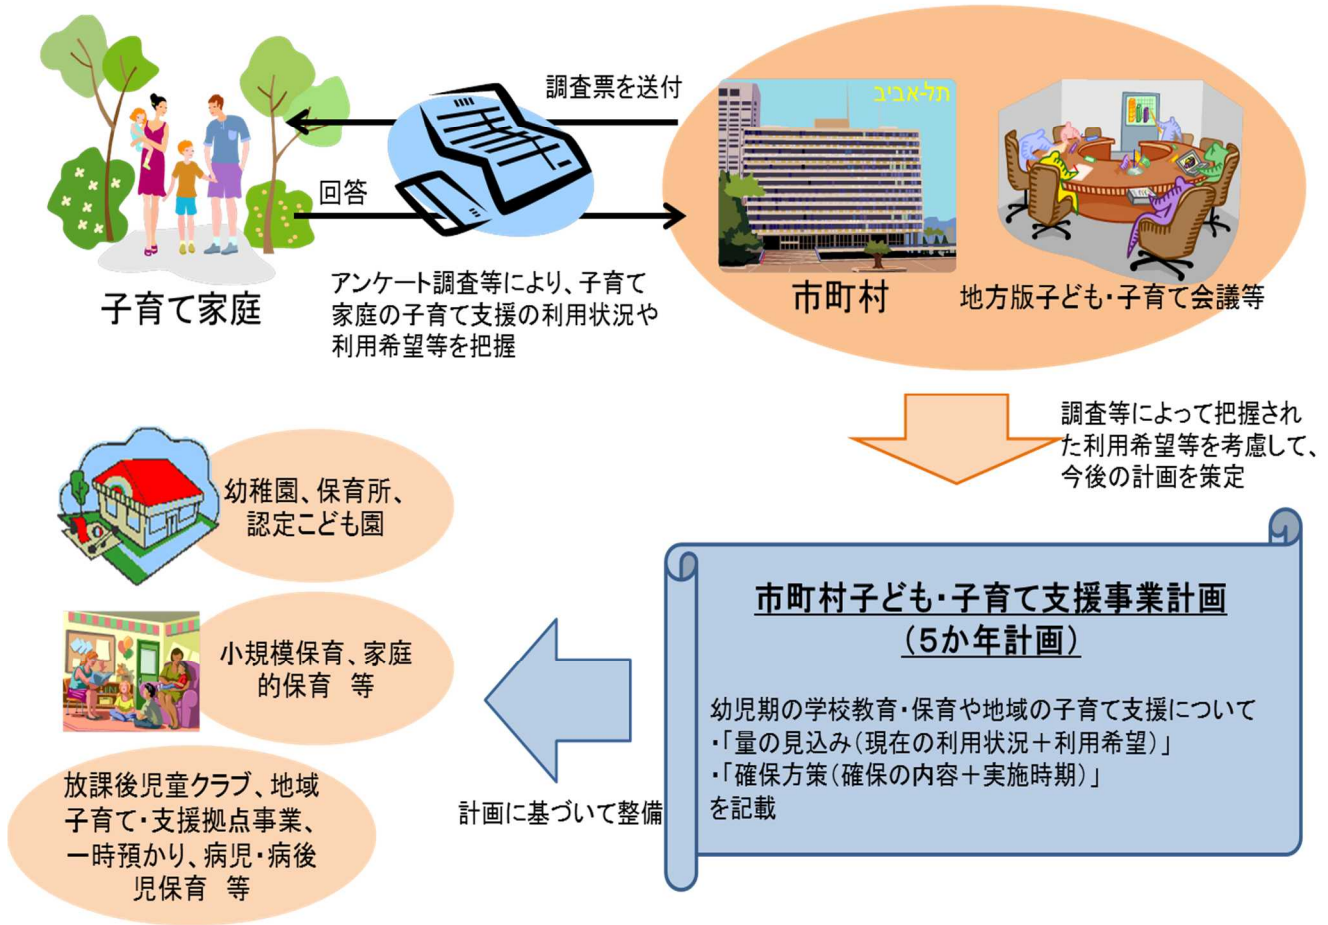 調査票を送付
תל-אביב
回答
子育て家庭
アンケート調査等により、子育て
家庭の子育て支援の利用状況や
利用希望等を把握
市町村
地方版子ども・子育て会議等
調査等によって把握され
た利用希望等を考慮して、
今後の計画を策定
幼稚園、保育所、
認定こども園
小規模保育、家庭
的保育　等
放課後児童クラブ、地域
子育て・支援拠点事業、
一時預かり、病児・病後
児保育　等
計画に基づいて整備
市町村子ども・子育て支援事業計画
（5か年計画）
幼児期の学校教育・保育や地域の子育て支援について
・「量の見込み（現在の利用状況＋利用希望）」
・「確保方策（確保の内容＋実施時期）」
を記載